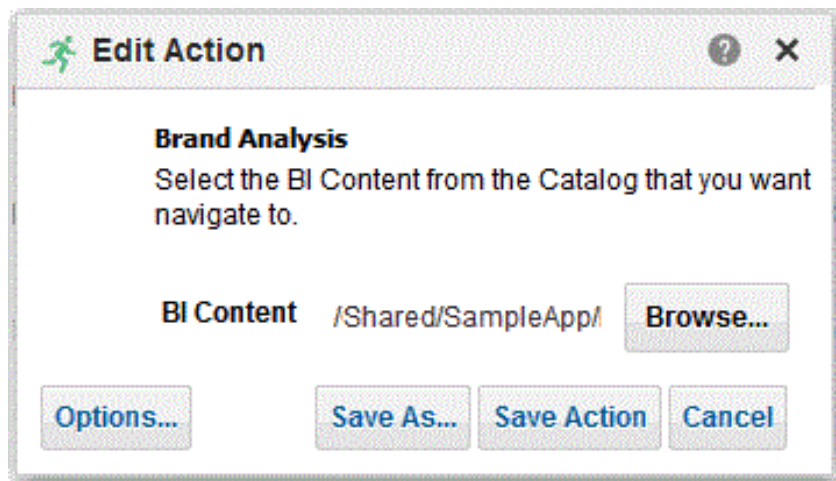 Edit Action
Brand Analysis
Select the BI Content from the Catalog that you want
navigate to.
BI Content /Shared/SampleApp/ Browse...
Options... Save As... Save Action Cancel